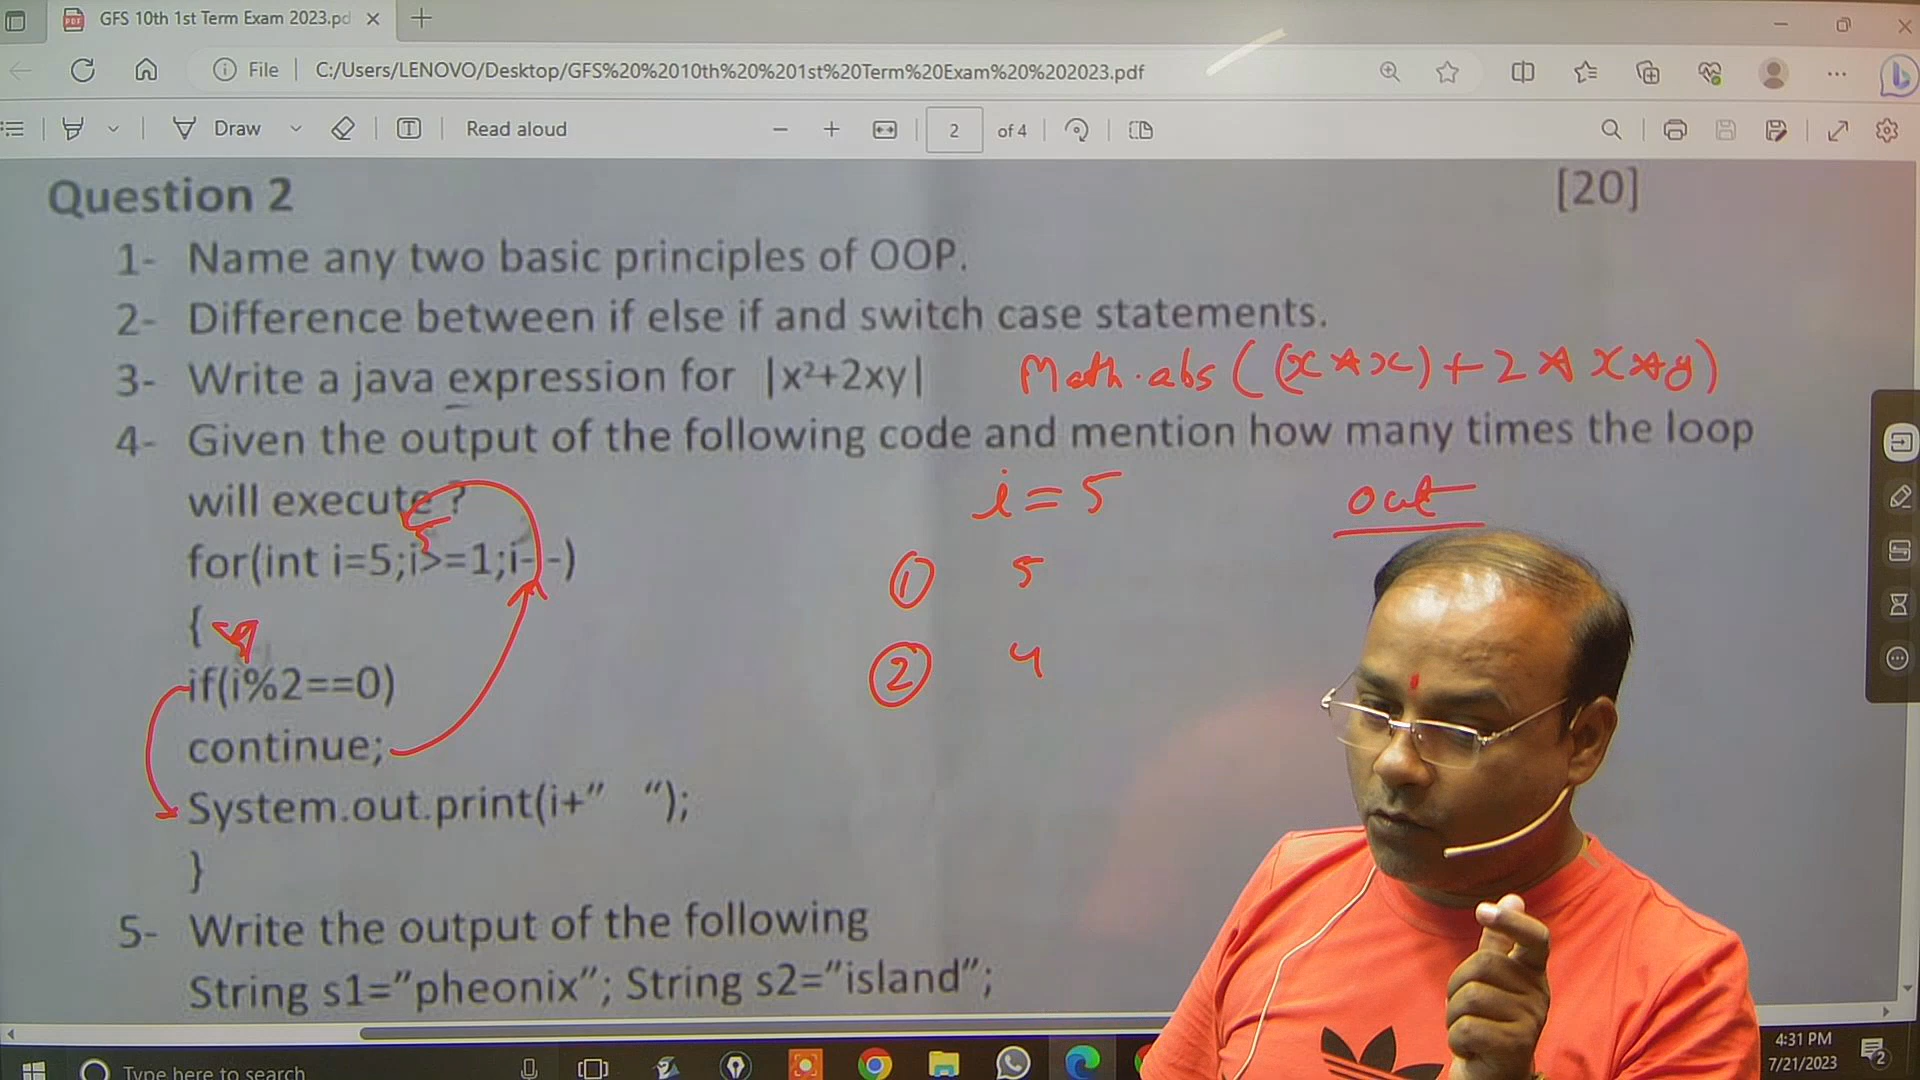 GFS 10th 1st Term Exam 2023.pd
File C:/Users/LENOVO/Desktop/GFS%20%2010th%20%201st%20Term%20Exam%20%202023.pdf
Draw Read aloud 2 of 4
Question 2 [20]
1- Name any two basic principles of OOP.
2- Difference between if else if and switch case statements.
3- Write a java expression for |x²+2xy| Math.abs((x*x)+2*x*y)
4- Given the output of the following code and mention how many times the loop
will execute ? i=5 out
for(int i=5;i>=1;i--) ① 5
{
if(i%2==0) ② 4
continue;
System.out.print(i+”   “);
}
5- Write the output of the following
String s1=”pheonix”; String s2=”island”;
4:31 PM
Type here to search 7/21/2023 2